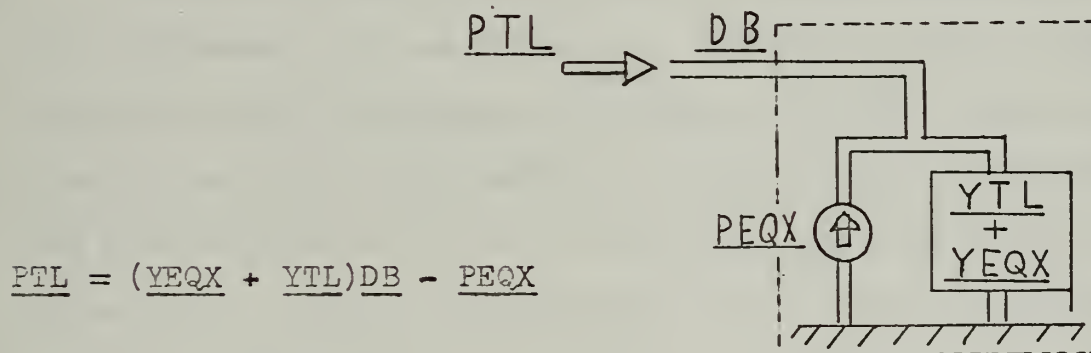 PTL
DB
PEQX
YTL
+
YEQX
PTL = (YEQX + YTL)DB - PEQX